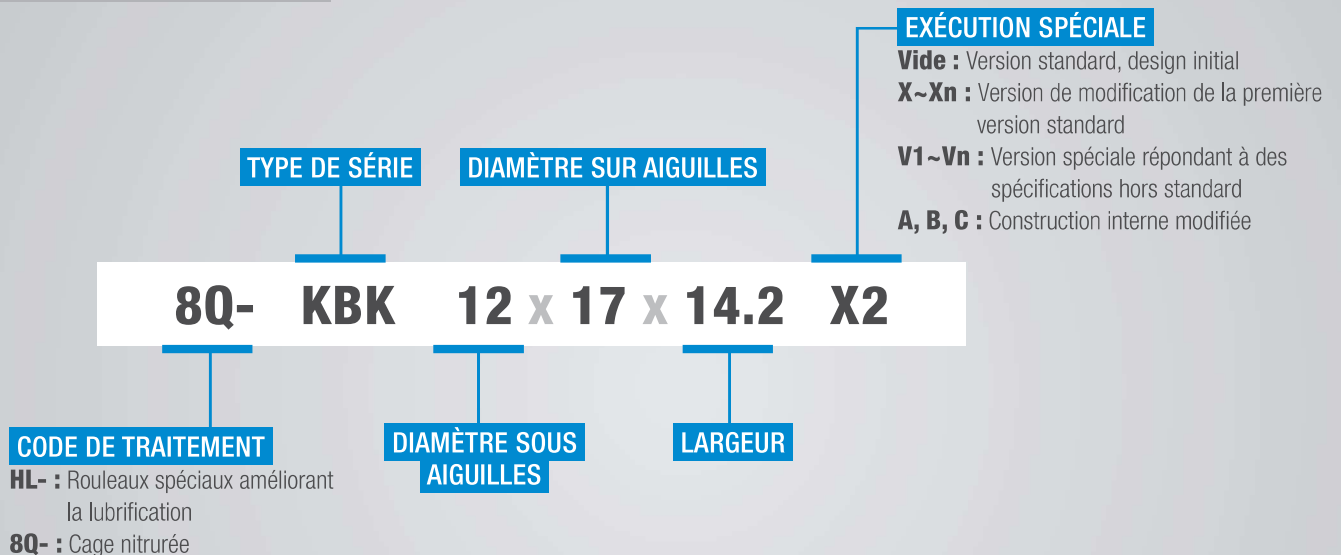 EXÉCUTION SPÉCIALE
Vide : Version standard, design initial
X~Xn : Version de modification de la première
version standard
V1~Vn : Version spéciale répondant à des
spécifications hors standard
A, B, C : Construction interne modifiée
TYPE DE SÉRIE
DIAMÈTRE SUR AIGUILLES
8Q- KBK 12 x 17 x 14.2 X2
CODE DE TRAITEMENT
HL- : Rouleaux spéciaux améliorant
la lubrification
8Q- : Cage nitrurée
DIAMÈTRE SOUS
AIGUILLES
LARGEUR